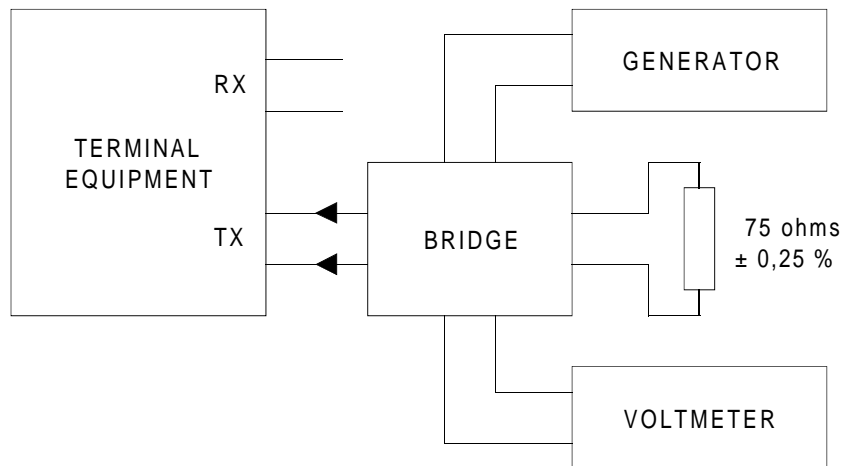 GENERATOR
RX
TERMINAL
EQUIPMENT
TX
BRIDGE
75 ohms
± 0,25 %
VOLTMETER